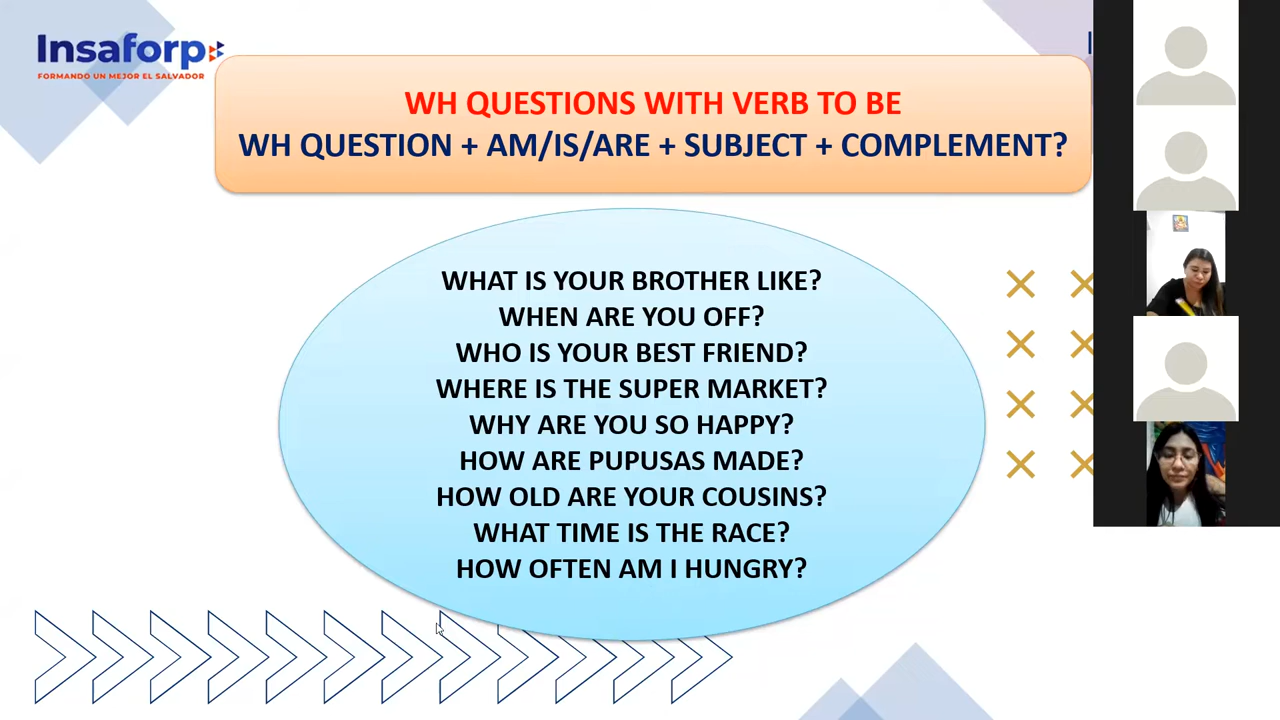 Insaforp
FORMANDO UN MEJOR EL SALVADOR
WH QUESTIONS WITH VERB TO BE
WH QUESTION + AM/IS/ARE + SUBJECT + COMPLEMENT?
WHAT IS YOUR BROTHER LIKE?
WHEN ARE YOU OFF?
WHO IS YOUR BEST FRIEND?
WHERE IS THE SUPER MARKET?
WHY ARE YOU SO HAPPY?
HOW ARE PUPUSAS MADE?
HOW OLD ARE YOUR COUSINS?
WHAT TIME IS THE RACE?
HOW OFTEN AM I HUNGRY?